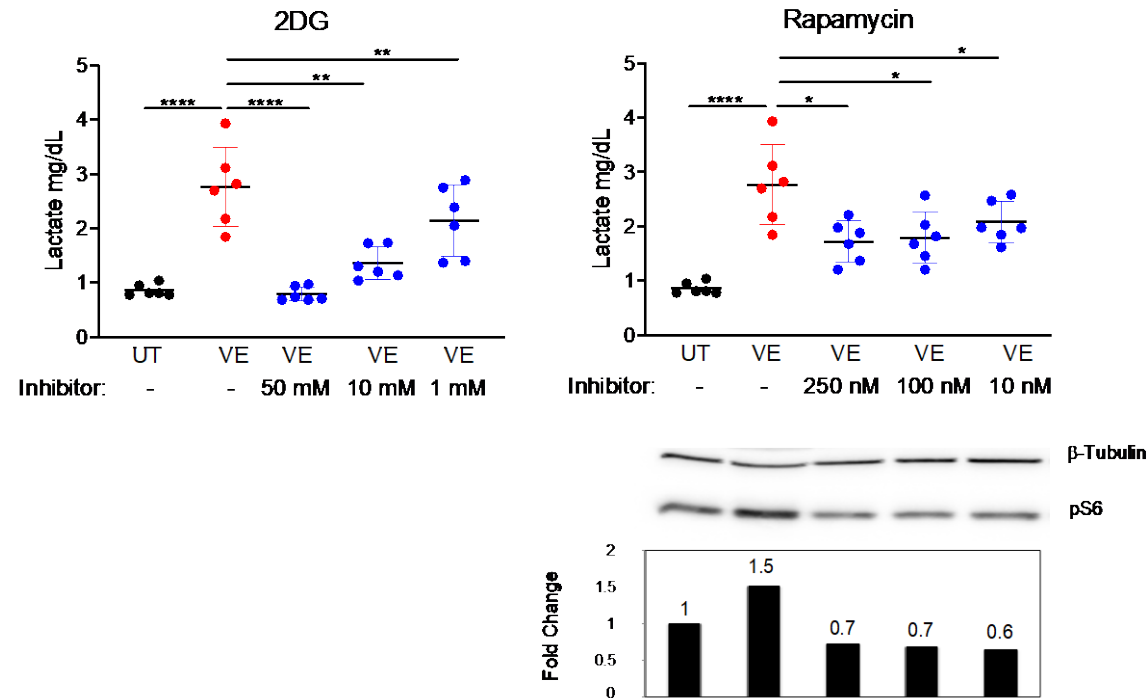 2DG
**
**
****
****
5
4
3
2
1
0
Lactate mg/dL
UT VE VE VE VE
Inhibitor: - - 50 mM 10 mM 1 mM
Rapamycin
*
*
****
*
5
4
3
2
1
0
Lactate mg/dL
UT VE VE VE VE
Inhibitor: - - 250 nM 100 nM 10 nM
β-Tubulin
pS6
Fold Change
2
1.5
1
0.5
0
1
1.5
0.7
0.7
0.6